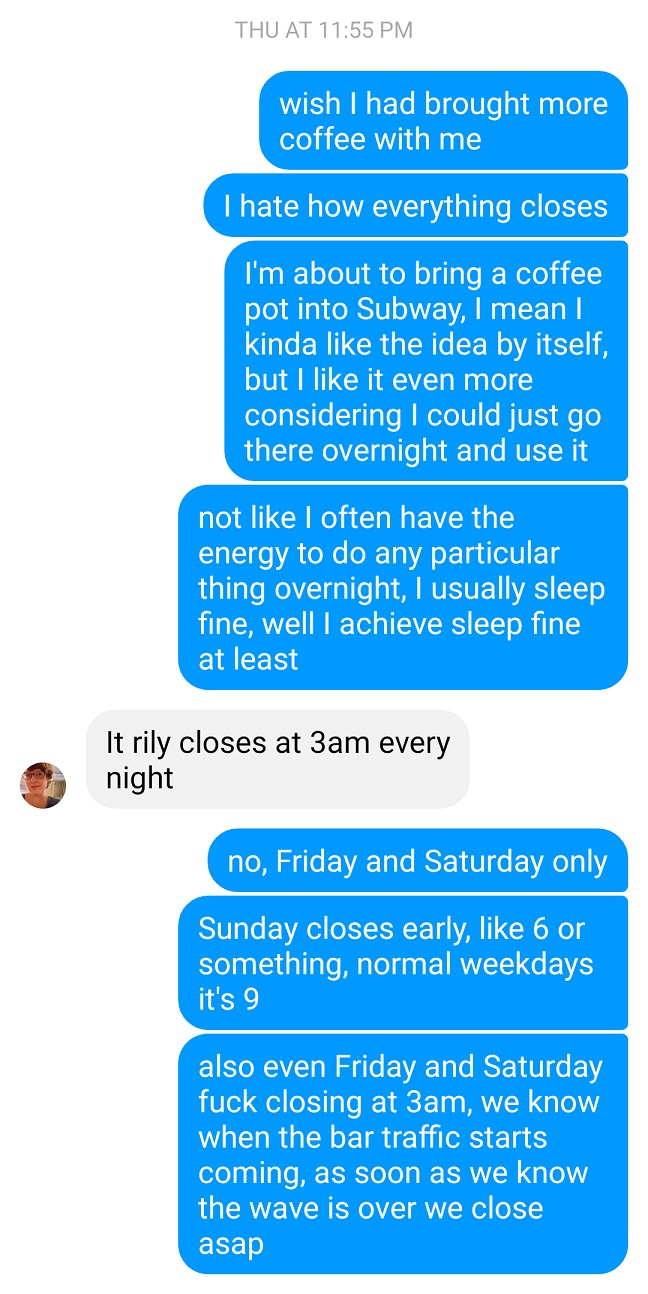 THU AT 11:55 PM
wish I had brought more
coffee with me
I hate how everything closes
I'm about to bring a coffee
pot into Subway, I mean I
kinda like the idea by itself,
but I like it even more
considering I could just go
there overnight and use it
not like I often have the
energy to do any particular
thing overnight, I usually sleep
fine, well I achieve sleep fine
at least
It rily closes at 3am every
night
no, Friday and Saturday only
Sunday closes early, like 6 or
something, normal weekdays
it's 9
also even Friday and Saturday
fuck closing at 3am, we know
when the bar traffic starts
coming, as soon as we know
the wave is over we close
asap